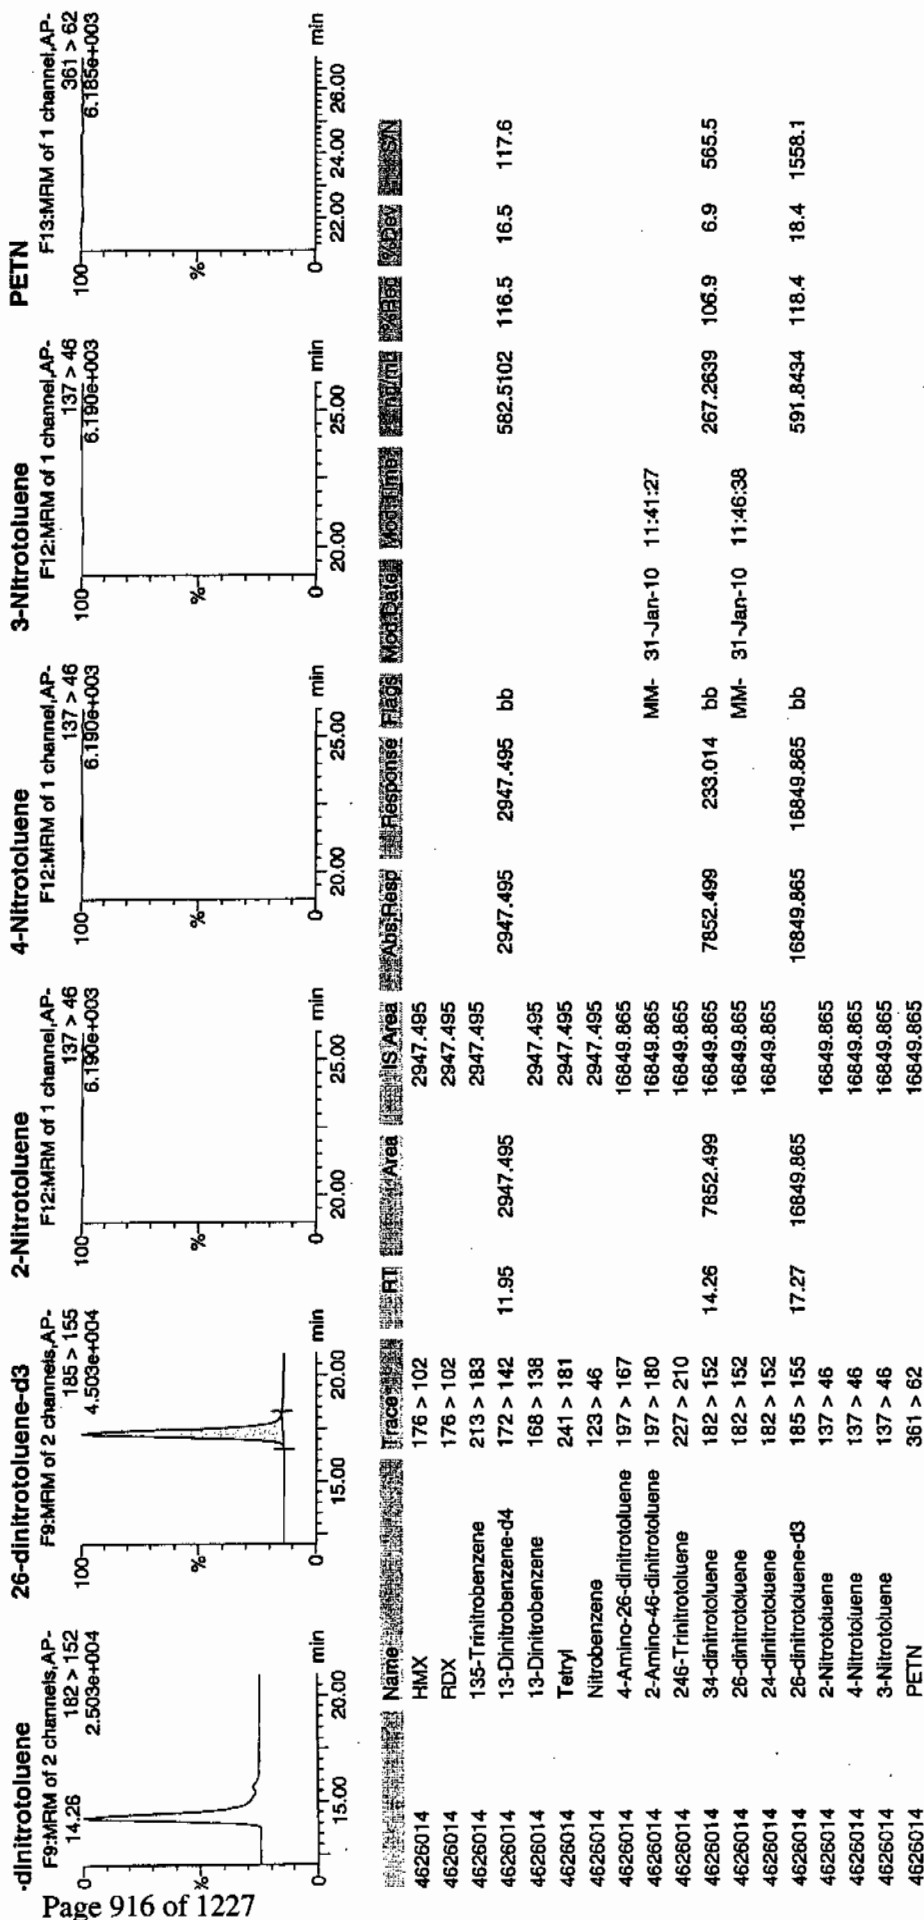 -dinitrotoluene
F9:MRM of 2 channels,AP-
182 > 152
2.503e+004
14.26
0
%
0
15.00
20.00
min
26-dinitrotoluene-d3
F9:MRM of 2 channels,AP-
185 > 155
4.503e+004
100
%
0
15.00
20.00
min
2-Nitrotoluene
F12:MRM of 1 channel,AP-
137 > 46
6.190e+003
100
%
0
20.00
25.00
min
4-Nitrotoluene
F12:MRM of 1 channel,AP-
137 > 46
6.190e+003
100
%
0
20.00
25.00
min
3-Nitrotoluene
F12:MRM of 1 channel,AP-
137 > 46
6.190e+003
100
%
0
20.00
25.00
min
PETN
F13:MRM of 1 channel,AP-
361 > 62
6.185e+003
100
%
0
22.00
24.00
26.00
min
Name Trace RT Area IS Area Abs.Resp Response Flags Mod.Date Mod.Time ng/mL %Rec %Dev S/N
4626014 HMX 176 > 102 2947.495
4626014 RDX 176 > 102 2947.495
4626014 135-Trinitrobenzene 213 > 183 2947.495
4626014 13-Dinitrobenzene-d4 172 > 142 11.95 2947.495 2947.495 2947.495 bb 582.5102 116.5 16.5 117.6
4626014 13-Dinitrobenzene 168 > 138 2947.495
4626014 Tetryl 241 > 181 2947.495
4626014 Nitrobenzene 123 > 46 2947.495
4626014 4-Amino-26-dinitrotoluene 197 > 167 16849.865
4626014 2-Amino-46-dinitrotoluene 197 > 180 16849.865 MM- 31-Jan-10 11:41:27
4626014 246-Trinitrotoluene 227 > 210 16849.865
4626014 34-dinitrotoluene 182 > 152 14.26 7852.499 16849.865 7852.499 233.014 bb 267.2639 106.9 6.9 565.5
4626014 26-dinitrotoluene 182 > 152 16849.865 MM- 31-Jan-10 11:46:38
4626014 24-dinitrotoluene 182 > 152 16849.865
4626014 26-dinitrotoluene-d3 185 > 155 17.27 16849.865 16849.865 16849.865 bb 591.8434 118.4 18.4 1558.1
4626014 2-Nitrotoluene 137 > 46 16849.865
4626014 4-Nitrotoluene 137 > 46 16849.865
4626014 3-Nitrotoluene 137 > 46 16849.865
4626014 PETN 361 > 62 16849.865
Page 916 of 1227